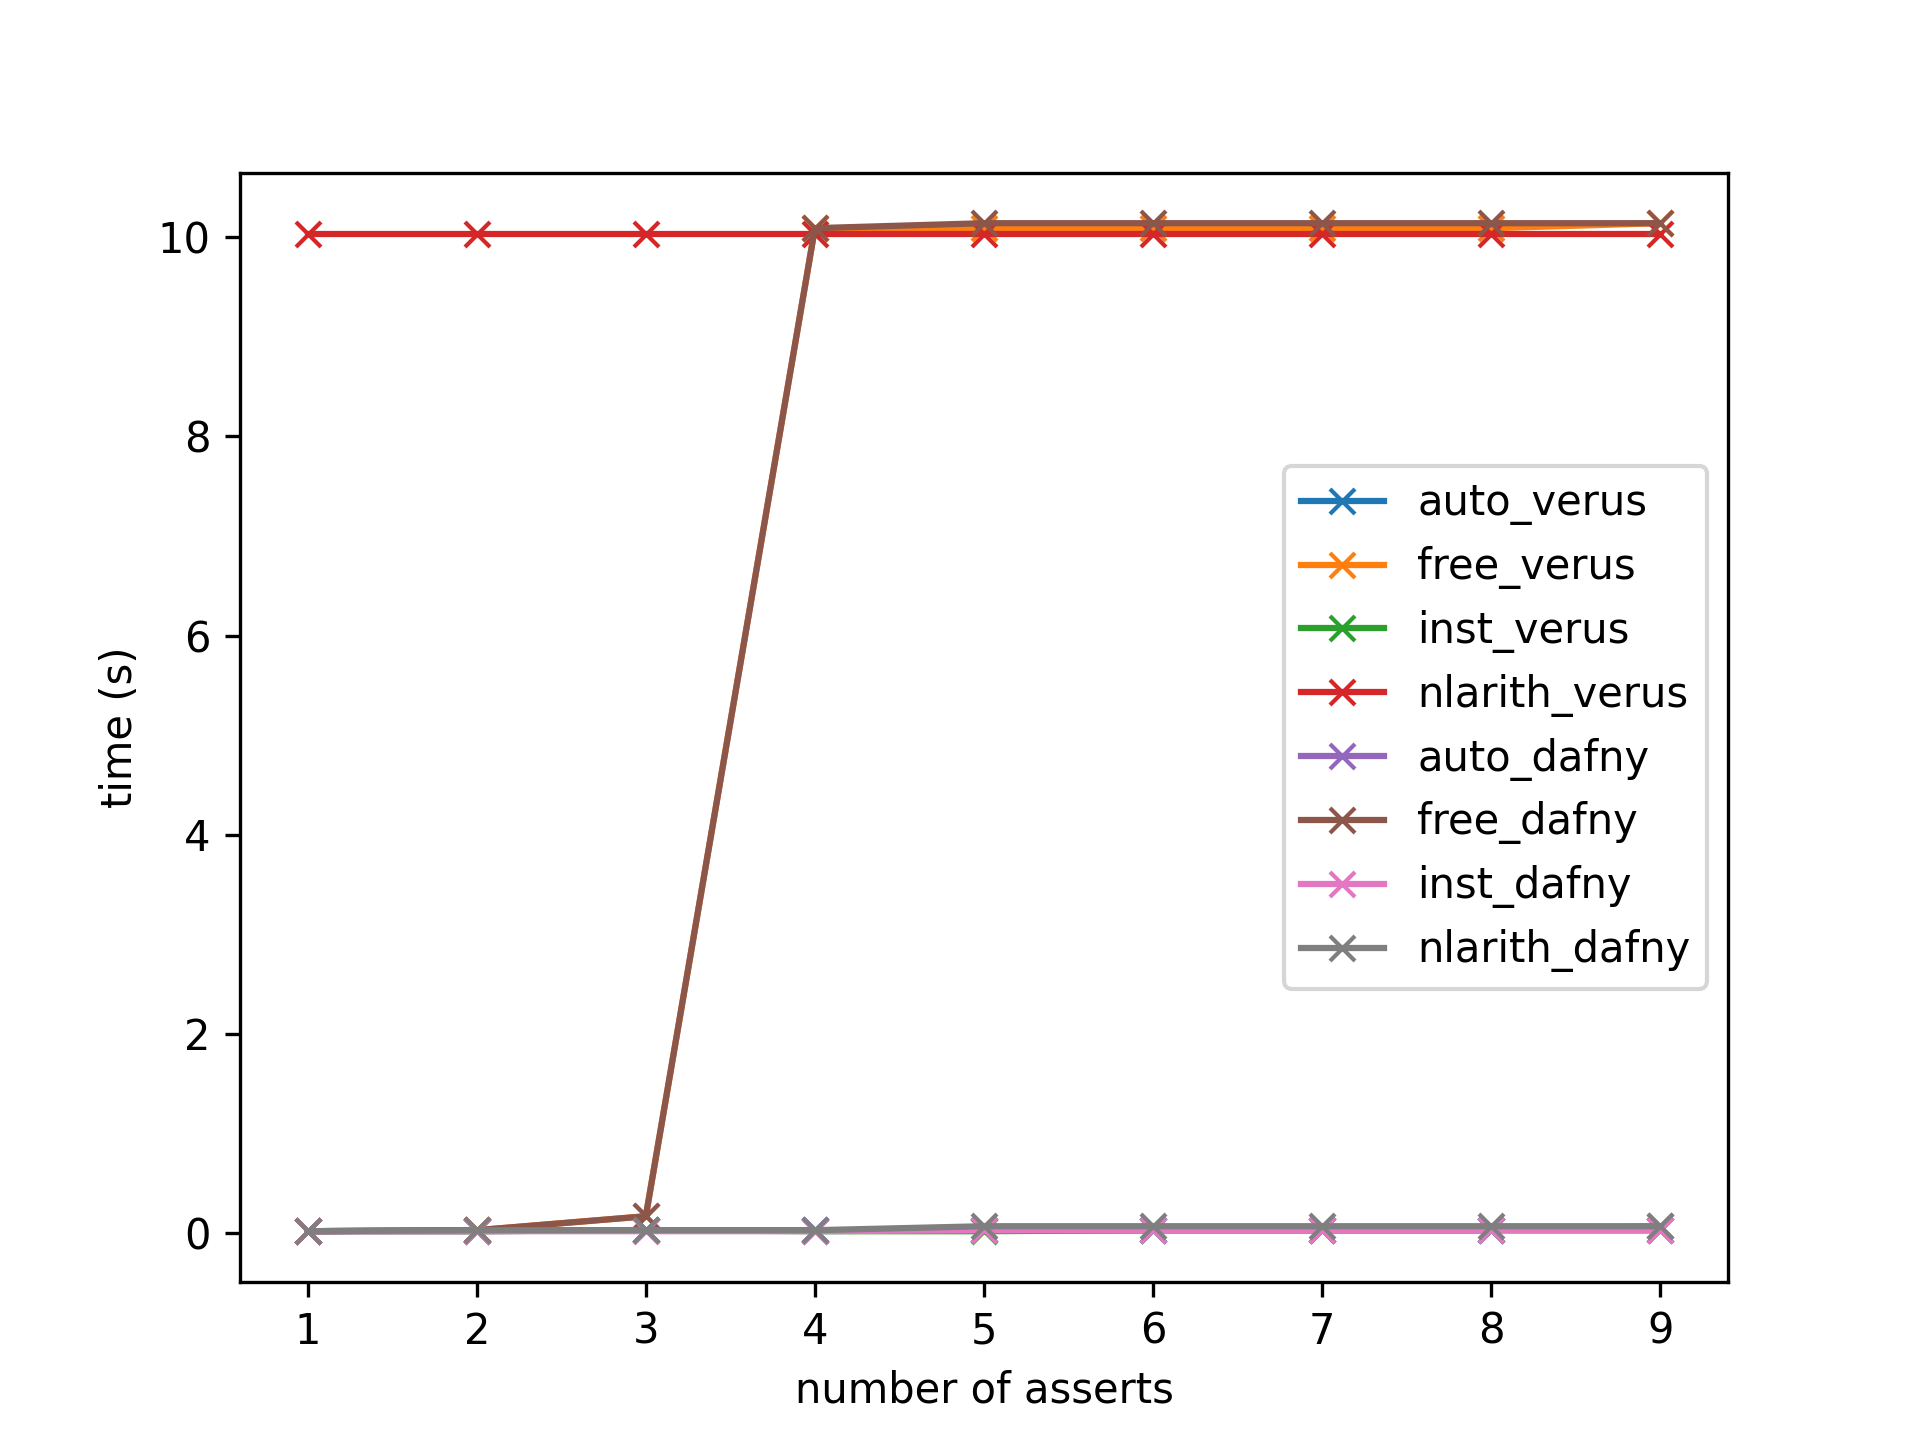 10
8
6
4
2
0
time (s)
auto_verus
free_verus
inst_verus
nlarith_verus
auto_dafny
free_dafny
inst_dafny
nlarith_dafny
1 2 3 4 5 6 7 8 9
number of asserts